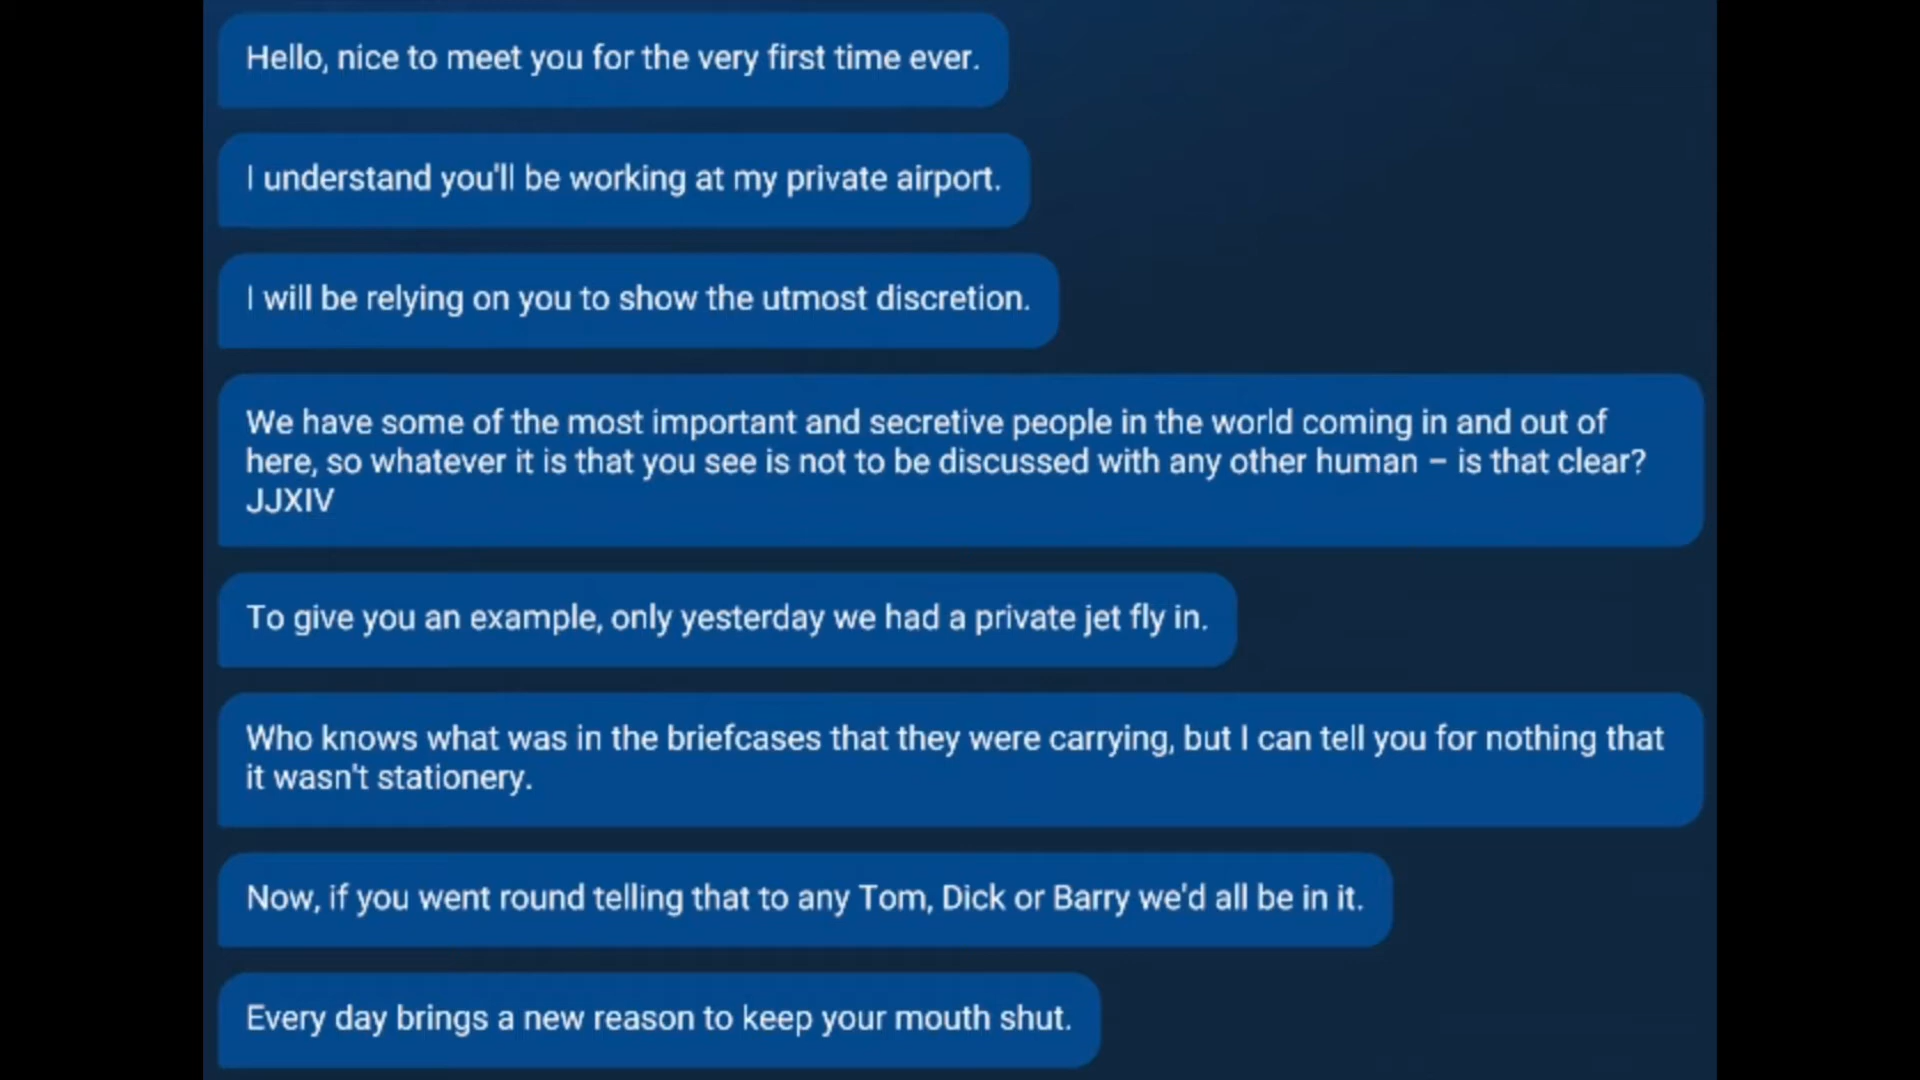 Hello, nice to meet you for the very first time ever.
I understand you'll be working at my private airport.
I will be relying on you to show the utmost discretion.
We have some of the most important and secretive people in the world coming in and out of
here, so whatever it is that you see is not to be discussed with any other human – is that clear?
JJXIV
To give you an example, only yesterday we had a private jet fly in.
Who knows what was in the briefcases that they were carrying, but I can tell you for nothing that
it wasn't stationery.
Now, if you went round telling that to any Tom, Dick or Barry we'd all be in it.
Every day brings a new reason to keep your mouth shut.